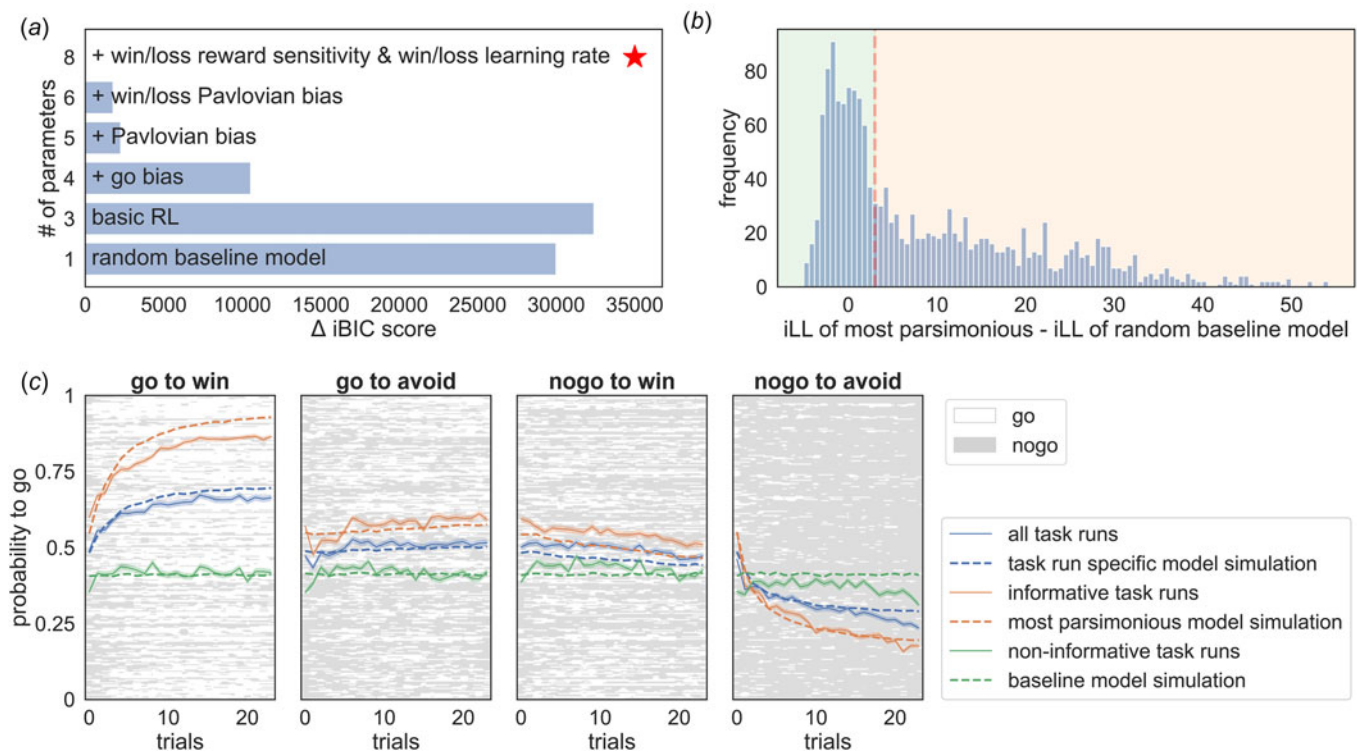 (a)
# of parameters
8 + win/loss reward sensitivity & win/loss learning rate
6 + win/loss Pavlovian bias
5 + Pavlovian bias
4 + go bias
3 basic RL
1 random baseline model
0 5000 10000 15000 20000 25000 30000 35000
Δ iBIC score
(b)
frequency
80
60
40
20
0
0 10 20 30 40 50
iLL of most parsimonious - iLL of random baseline model
(c)
go to win go to avoid nogo to win nogo to avoid
probability to go
1
0.75
0.5
0.25
0
0 10 20 0 10 20 0 10 20 0 10 20
trials trials trials trials
go
nogo
all task runs
task run specific model simulation
informative task runs
most parsimonious model simulation
non-informative task runs
baseline model simulation